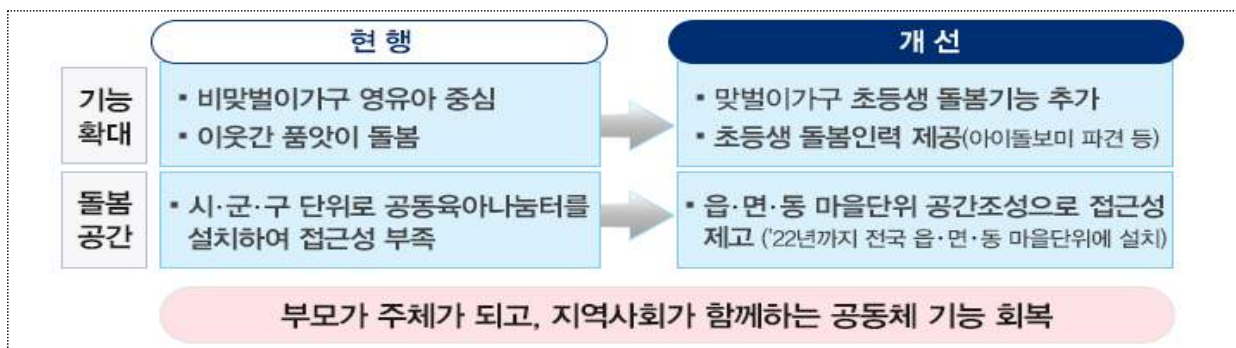 현 행
개 선
기능
확대
▪ 비맞벌이가구 영유아 중심
▪ 이웃간 품앗이 돌봄
▪ 맞벌이가구 초등생 돌봄기능 추가
▪ 초등생 돌봄인력 제공(아이돌보미 파견 등)
돌봄
공간
▪ 시·군·구 단위로 공동육아나눔터를
설치하여 접근성 부족
▪ 읍·면·동 마을단위 공간조성으로 접근성
제고 ('22년까지 전국 읍·면·동 마을단위에 설치)
부모가 주체가 되고, 지역사회가 함께하는 공동체 기능 회복